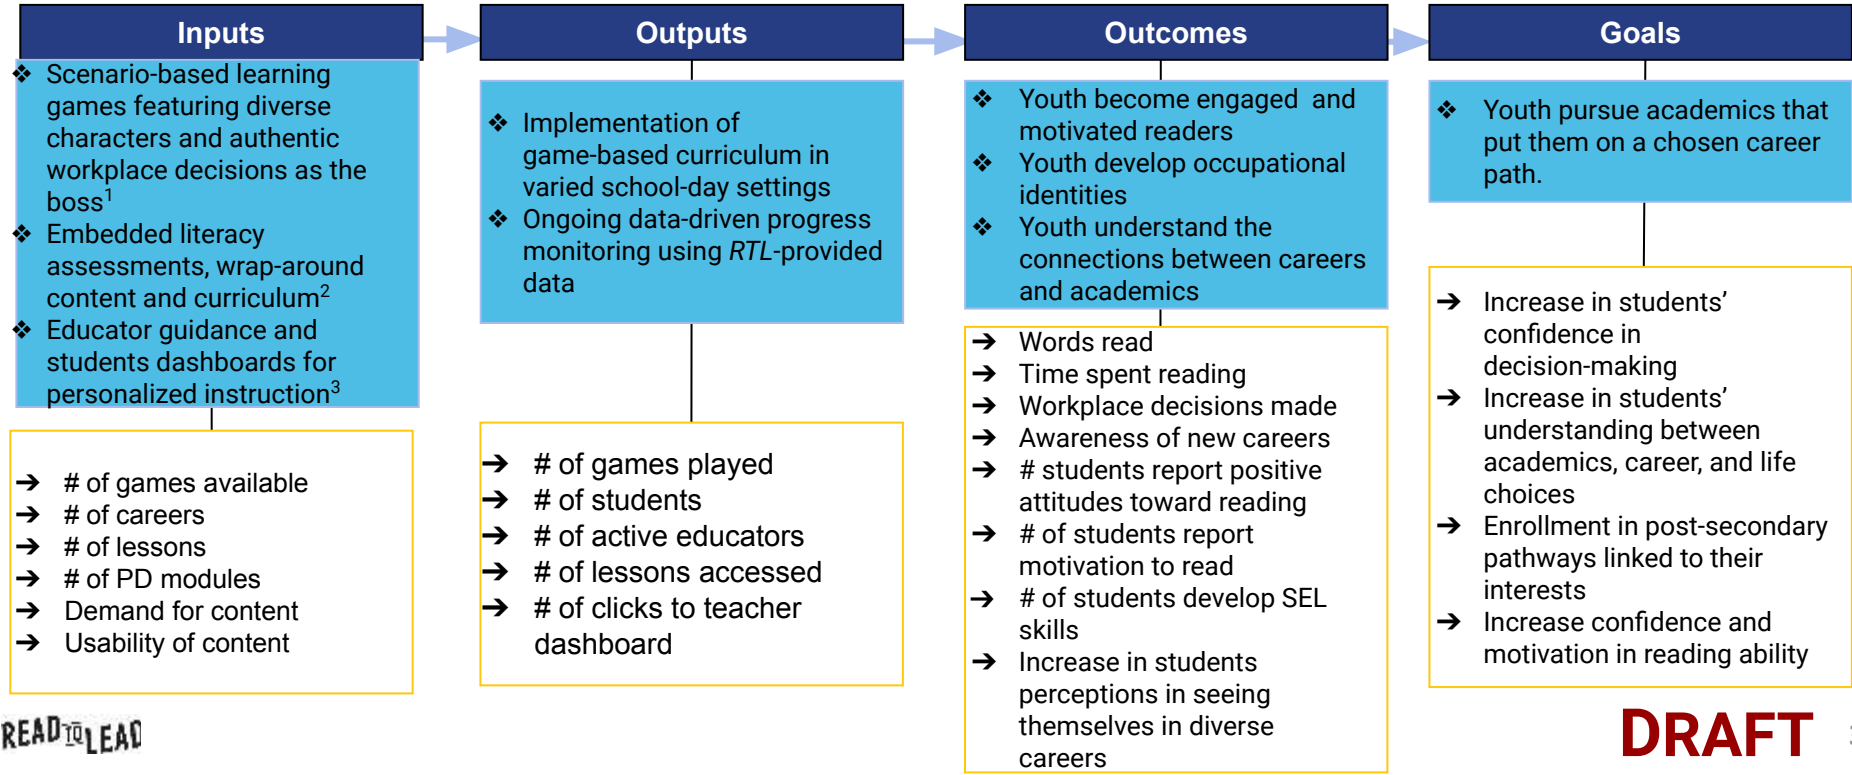 Inputs
❖ Scenario-based learning
games featuring diverse
characters and authentic
workplace decisions as the
boss1
❖ Embedded literacy
assessments, wrap-around
content and curriculum2
❖ Educator guidance and
students dashboards for
personalized instruction3
➔ # of games available
➔ # of careers
➔ # of lessons
➔ # of PD modules
➔ Demand for content
➔ Usability of content
Outputs
❖ Implementation of
game-based curriculum in
varied school-day settings
❖ Ongoing data-driven progress
monitoring using RTL-provided
data
➔ # of games played
➔ # of students
➔ # of active educators
➔ # of lessons accessed
➔ # of clicks to teacher
dashboard
Outcomes
❖ Youth become engaged and
motivated readers
❖ Youth develop occupational
identities
❖ Youth understand the
connections between careers
and academics
➔ Words read
➔ Time spent reading
➔ Workplace decisions made
➔ Awareness of new careers
➔ # students report positive
attitudes toward reading
➔ # of students report
motivation to read
➔ # of students develop SEL
skills
➔ Increase in students
perceptions in seeing
themselves in diverse
careers
Goals
❖ Youth pursue academics that
put them on a chosen career
path.
➔ Increase in students’
confidence in
decision-making
➔ Increase in students’
understanding between
academics, career, and life
choices
➔ Enrollment in post-secondary
pathways linked to their
interests
➔ Increase confidence and
motivation in reading ability
READ TO LEAD
DRAFT